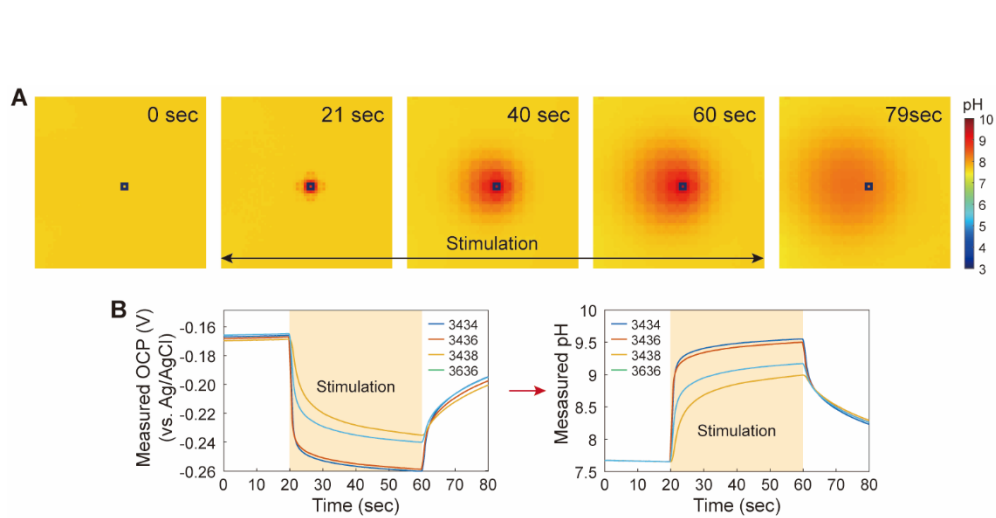 A
0 sec
21 sec
40 sec
60 sec
79sec
pH
10
9
8
7
6
5
4
3
Stimulation
B
Measured OCP (V)
(vs. Ag/AgCl)
-0.16
-0.18
-0.20
-0.22
-0.24
-0.26
3434
3436
3438
3636
Stimulation
0 10 20 30 40 50 60 70 80
Time (sec)
Mesasured pH
10
9.5
9
8.5
8
7.5
3434
3436
3438
3636
Stimulation
0 10 20 30 40 50 60 70 80
Time (sec)